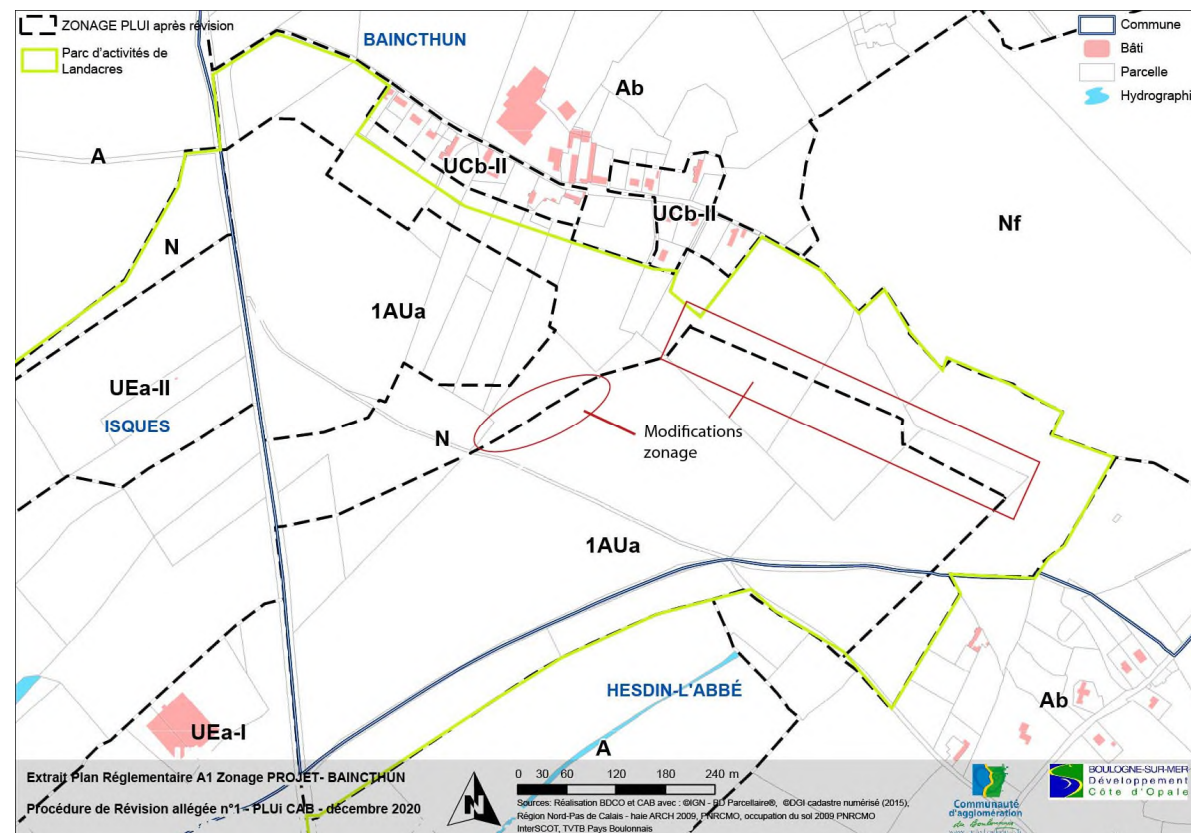 ZONAGE PLUI après révision
Parc d'activités de
Landacres
Commune
Bâti
Parcelle
Hydrographi
BAINCTHUN
Ab
A
UCb-II
UCb-II
Nf
N
1AUa
UEa-II
ISQUES
N
Modifications
zonage
1AUa
HESDIN-L'ABBÉ
Ab
UEa-I
A
Extrait Plan Réglementaire A1 Zonage PROJET- BAINCTHUN
Procédure de Révision allégée n°1 - PLUi CAB - décembre 2020
N
0 30 60 120 180 240 m
Sources: Réalisation BDCO et CAB avec : ©IGN - BD Parcellaire®, ©DGI cadastre numérisé (2015),
Région Nord-Pas de Calais - haie ARCH 2009, PNRCMO, occupation du sol 2009 PNRCMO
InterSCOT, TVTB Pays Boulonnais
Communauté
d'agglomération
du Boulonnais
BOULOGNE-SUR-MER
Développement
Côte d'Opale